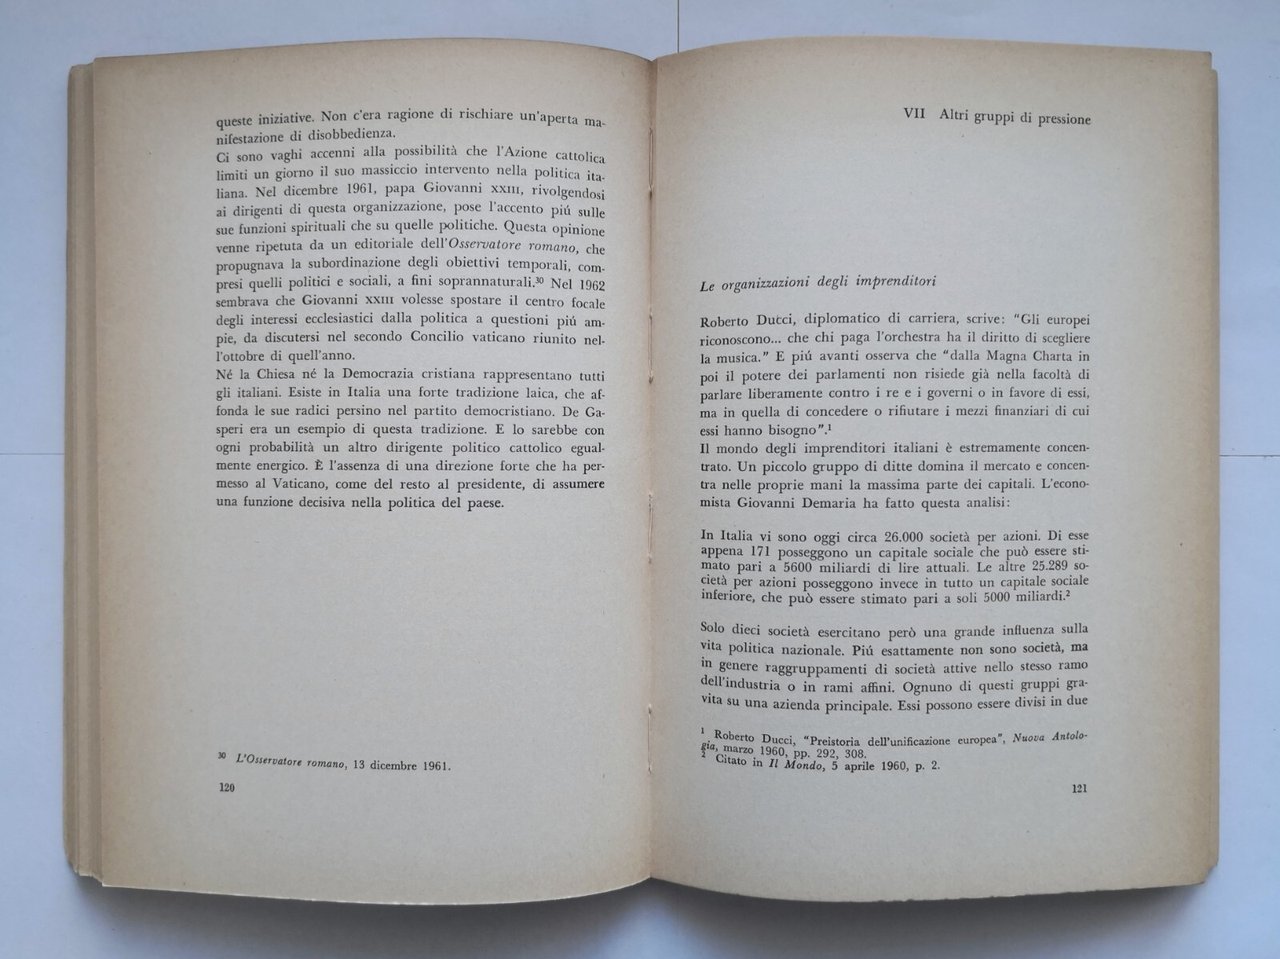 queste iniziative. Non c'era ragione di rischiare un'aperta ma-
nifestazione di disobbedienza.
Ci sono vaghi accenni alla possibilità che l'Azione cattolica
limiti un giorno il suo massiccio intervento nella politica ita-
liana. Nel dicembre 1961, papa Giovanni XXIII, rivolgendosi
ai dirigenti di questa organizzazione, pose l'accento piú sulle
sue funzioni spirituali che su quelle politiche. Questa opinione
venne ripetuta da un editoriale dell'Osservatore romano, che
propugnava la subordinazione degli obiettivi temporali, com-
presi quelli politici e sociali, a fini soprannaturali.³⁰ Nel 1962
sembrava che Giovanni XXIII volesse spostare il centro focale
degli interessi ecclesiastici dalla politica a questioni piú am-
pie, da discutersi nel secondo Concilio vaticano riunito nel-
l'ottobre di quell'anno.
Né la Chiesa né la Democrazia cristiana rappresentano tutti
gli italiani. Esiste in Italia una forte tradizione laica, che af-
fonda le sue radici persino nel partito democristiano. De Ga-
speri era un esempio di questa tradizione. E lo sarebbe con
ogni probabilità un altro dirigente politico cattolico egual-
mente energico. È l'assenza di una direzione forte che ha per-
messo al Vaticano, come del resto al presidente, di assumere
una funzione decisiva nella politica del paese.
³⁰ L'Osservatore romano, 13 dicembre 1961.
120
VII Altri gruppi di pressione
Le organizzazioni degli imprenditori
Roberto Ducci, diplomatico di carriera, scrive: "Gli europei
riconoscono... che chi paga l'orchestra ha il diritto di scegliere
la musica." E piú avanti osserva che "dalla Magna Charta in
poi il potere dei parlamenti non risiede già nella facoltà di
parlare liberamente contro i re e i governi o in favore di essi,
ma in quella di concedere o rifiutare i mezzi finanziari di cui
essi hanno bisogno".¹
Il mondo degli imprenditori italiani è estremamente concen-
trato. Un piccolo gruppo di ditte domina il mercato e concen-
tra nelle proprie mani la massima parte dei capitali. L'econo-
mista Giovanni Demaria ha fatto questa analisi:
In Italia vi sono oggi circa 26.000 società per azioni. Di esse
appena 171 posseggono un capitale sociale che può essere sti-
mato pari a 5600 miliardi di lire attuali. Le altre 25.289 so-
cietà per azioni posseggono invece in tutto un capitale sociale
inferiore, che può essere stimato pari a soli 5000 miliardi.²
Solo dieci società esercitano però una grande influenza sulla
vita politica nazionale. Piú esattamente non sono società, ma
in genere raggruppamenti di società attive nello stesso ramo
dell'industria o in rami affini. Ognuno di questi gruppi gra-
vita su una azienda principale. Essi possono essere divisi in due
¹ Roberto Ducci, "Preistoria dell'unificazione europea", Nuova Antolo-
gia, marzo 1960, pp. 292, 308.
² Citato in Il Mondo, 5 aprile 1960, p. 2.
121